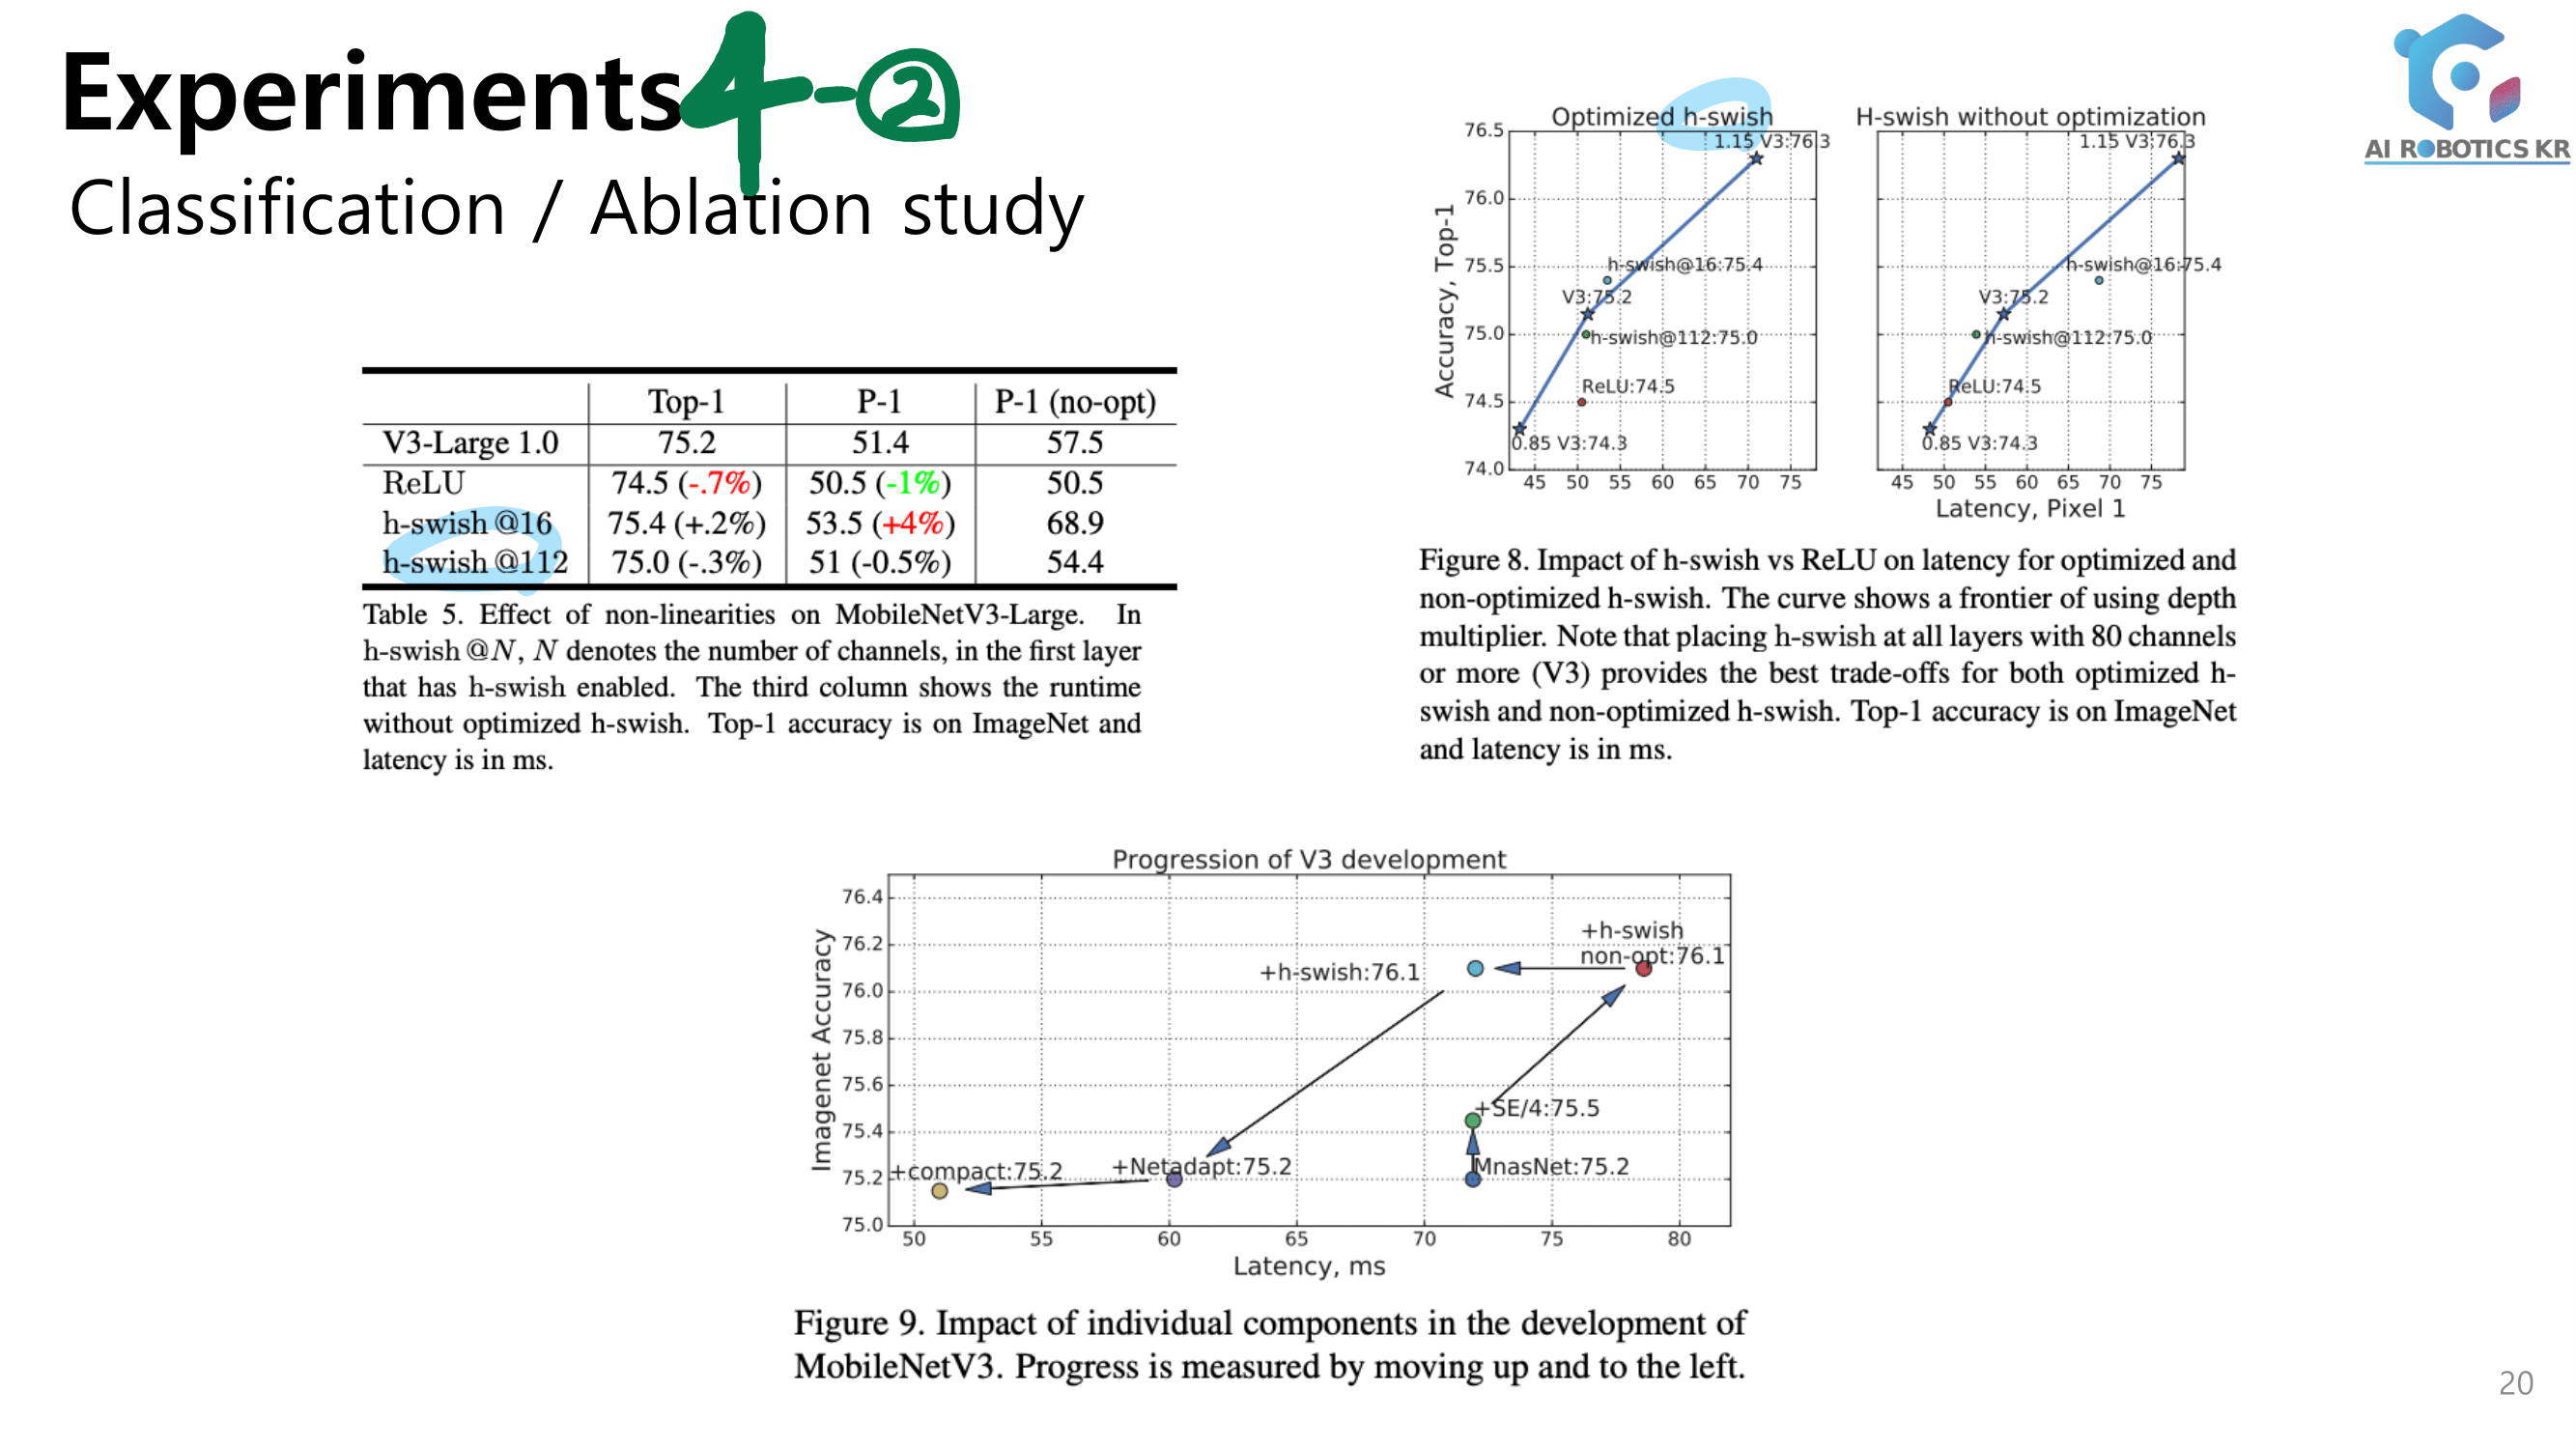 Experiments 4-②
Classification / Ablation study
AI ROBOTICS KR
Top-1 P-1 P-1 (no-opt)
V3-Large 1.0 75.2 51.4 57.5
ReLU 74.5 (-.7%) 50.5 (-1%) 50.5
h-swish @16 75.4 (+.2%) 53.5 (+4%) 68.9
h-swish @112 75.0 (-.3%) 51 (-0.5%) 54.4
Table 5. Effect of non-linearities on MobileNetV3-Large. In
h-swish @N, N denotes the number of channels, in the first layer
that has h-swish enabled. The third column shows the runtime
without optimized h-swish. Top-1 accuracy is on ImageNet and
latency is in ms.
Optimized h-swish
H-swish without optimization
Accuracy, Top-1
76.5
76.0
75.5
75.0
74.5
74.0
1.15 V3:76.3
h-swish@16:75.4
V3:75.2
h-swish@112:75.0
ReLU:74.5
0.85 V3:74.3
45 50 55 60 65 70 75
1.15 V3:76.3
h-swish@16:75.4
V3:75.2
h-swish@112:75.0
ReLU:74.5
0.85 V3:74.3
45 50 55 60 65 70 75
Latency, Pixel 1
Figure 8. Impact of h-swish vs ReLU on latency for optimized and
non-optimized h-swish. The curve shows a frontier of using depth
multiplier. Note that placing h-swish at all layers with 80 channels
or more (V3) provides the best trade-offs for both optimized h-
swish and non-optimized h-swish. Top-1 accuracy is on ImageNet
and latency is in ms.
Progression of V3 development
Imagenet Accuracy
76.4
76.2
76.0
75.8
75.6
75.4
75.2
75.0
+h-swish
non-opt:76.1
+h-swish:76.1
+SE/4:75.5
+compact:75.2
+Netadapt:75.2
MnasNet:75.2
50 55 60 65 70 75 80
Latency, ms
Figure 9. Impact of individual components in the development of
MobileNetV3. Progress is measured by moving up and to the left.
20